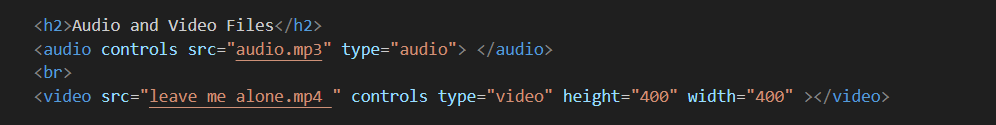 <h2>Audio and Video Files</h2>
<audio controls src="audio.mp3" type="audio"> </audio>
<br>
<video src="leave me alone.mp4 " controls type="video" height="400" width="400" ></video>